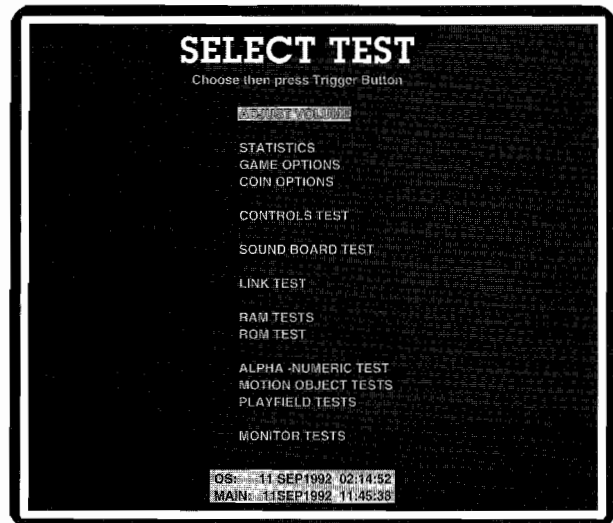 SELECT TEST
Choose then press Trigger Button
ADJUST VOLUME
STATISTICS
GAME OPTIONS
COIN OPTIONS
CONTROLS TEST
SOUND BOARD TEST
LINK TEST
RAM TESTS
ROM TEST
ALPHA -NUMERIC TEST
MOTION OBJECT TESTS
PLAYFIELD TESTS
MONITOR TESTS
OS: 11 SEP1992 02:14:52
MAIN: 11SEP1992 11:45:38